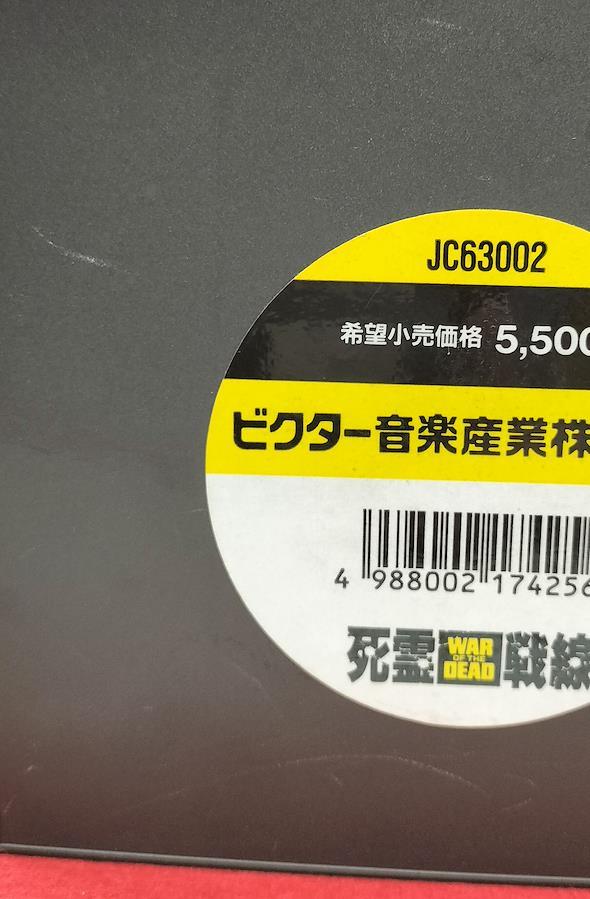 JC63002
希望小売価格 5,500
ビクター音楽産業株
4 988002 174256
死霊 WAR OF THE DEAD 戦線